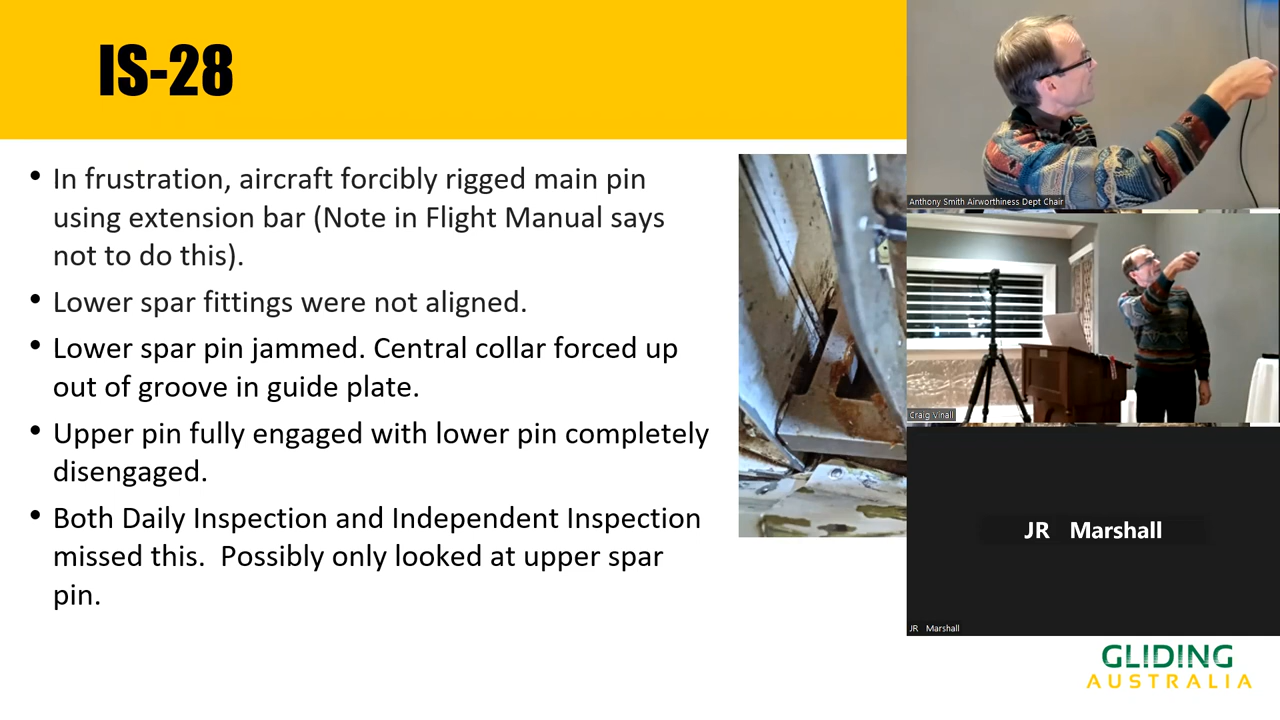 IS-28
• In frustration, aircraft forcibly rigged main pin
using extension bar (Note in Flight Manual says
not to do this).
• Lower spar fittings were not aligned.
• Lower spar pin jammed. Central collar forced up
out of groove in guide plate.
• Upper pin fully engaged with lower pin completely
disengaged.
• Both Daily Inspection and Independent Inspection
missed this.  Possibly only looked at upper spar
pin.
Anthony Smith Airworthiness Dept Chair
Craig Vinall
JR Marshall
JR Marshall
GLIDING
AUSTRALIA